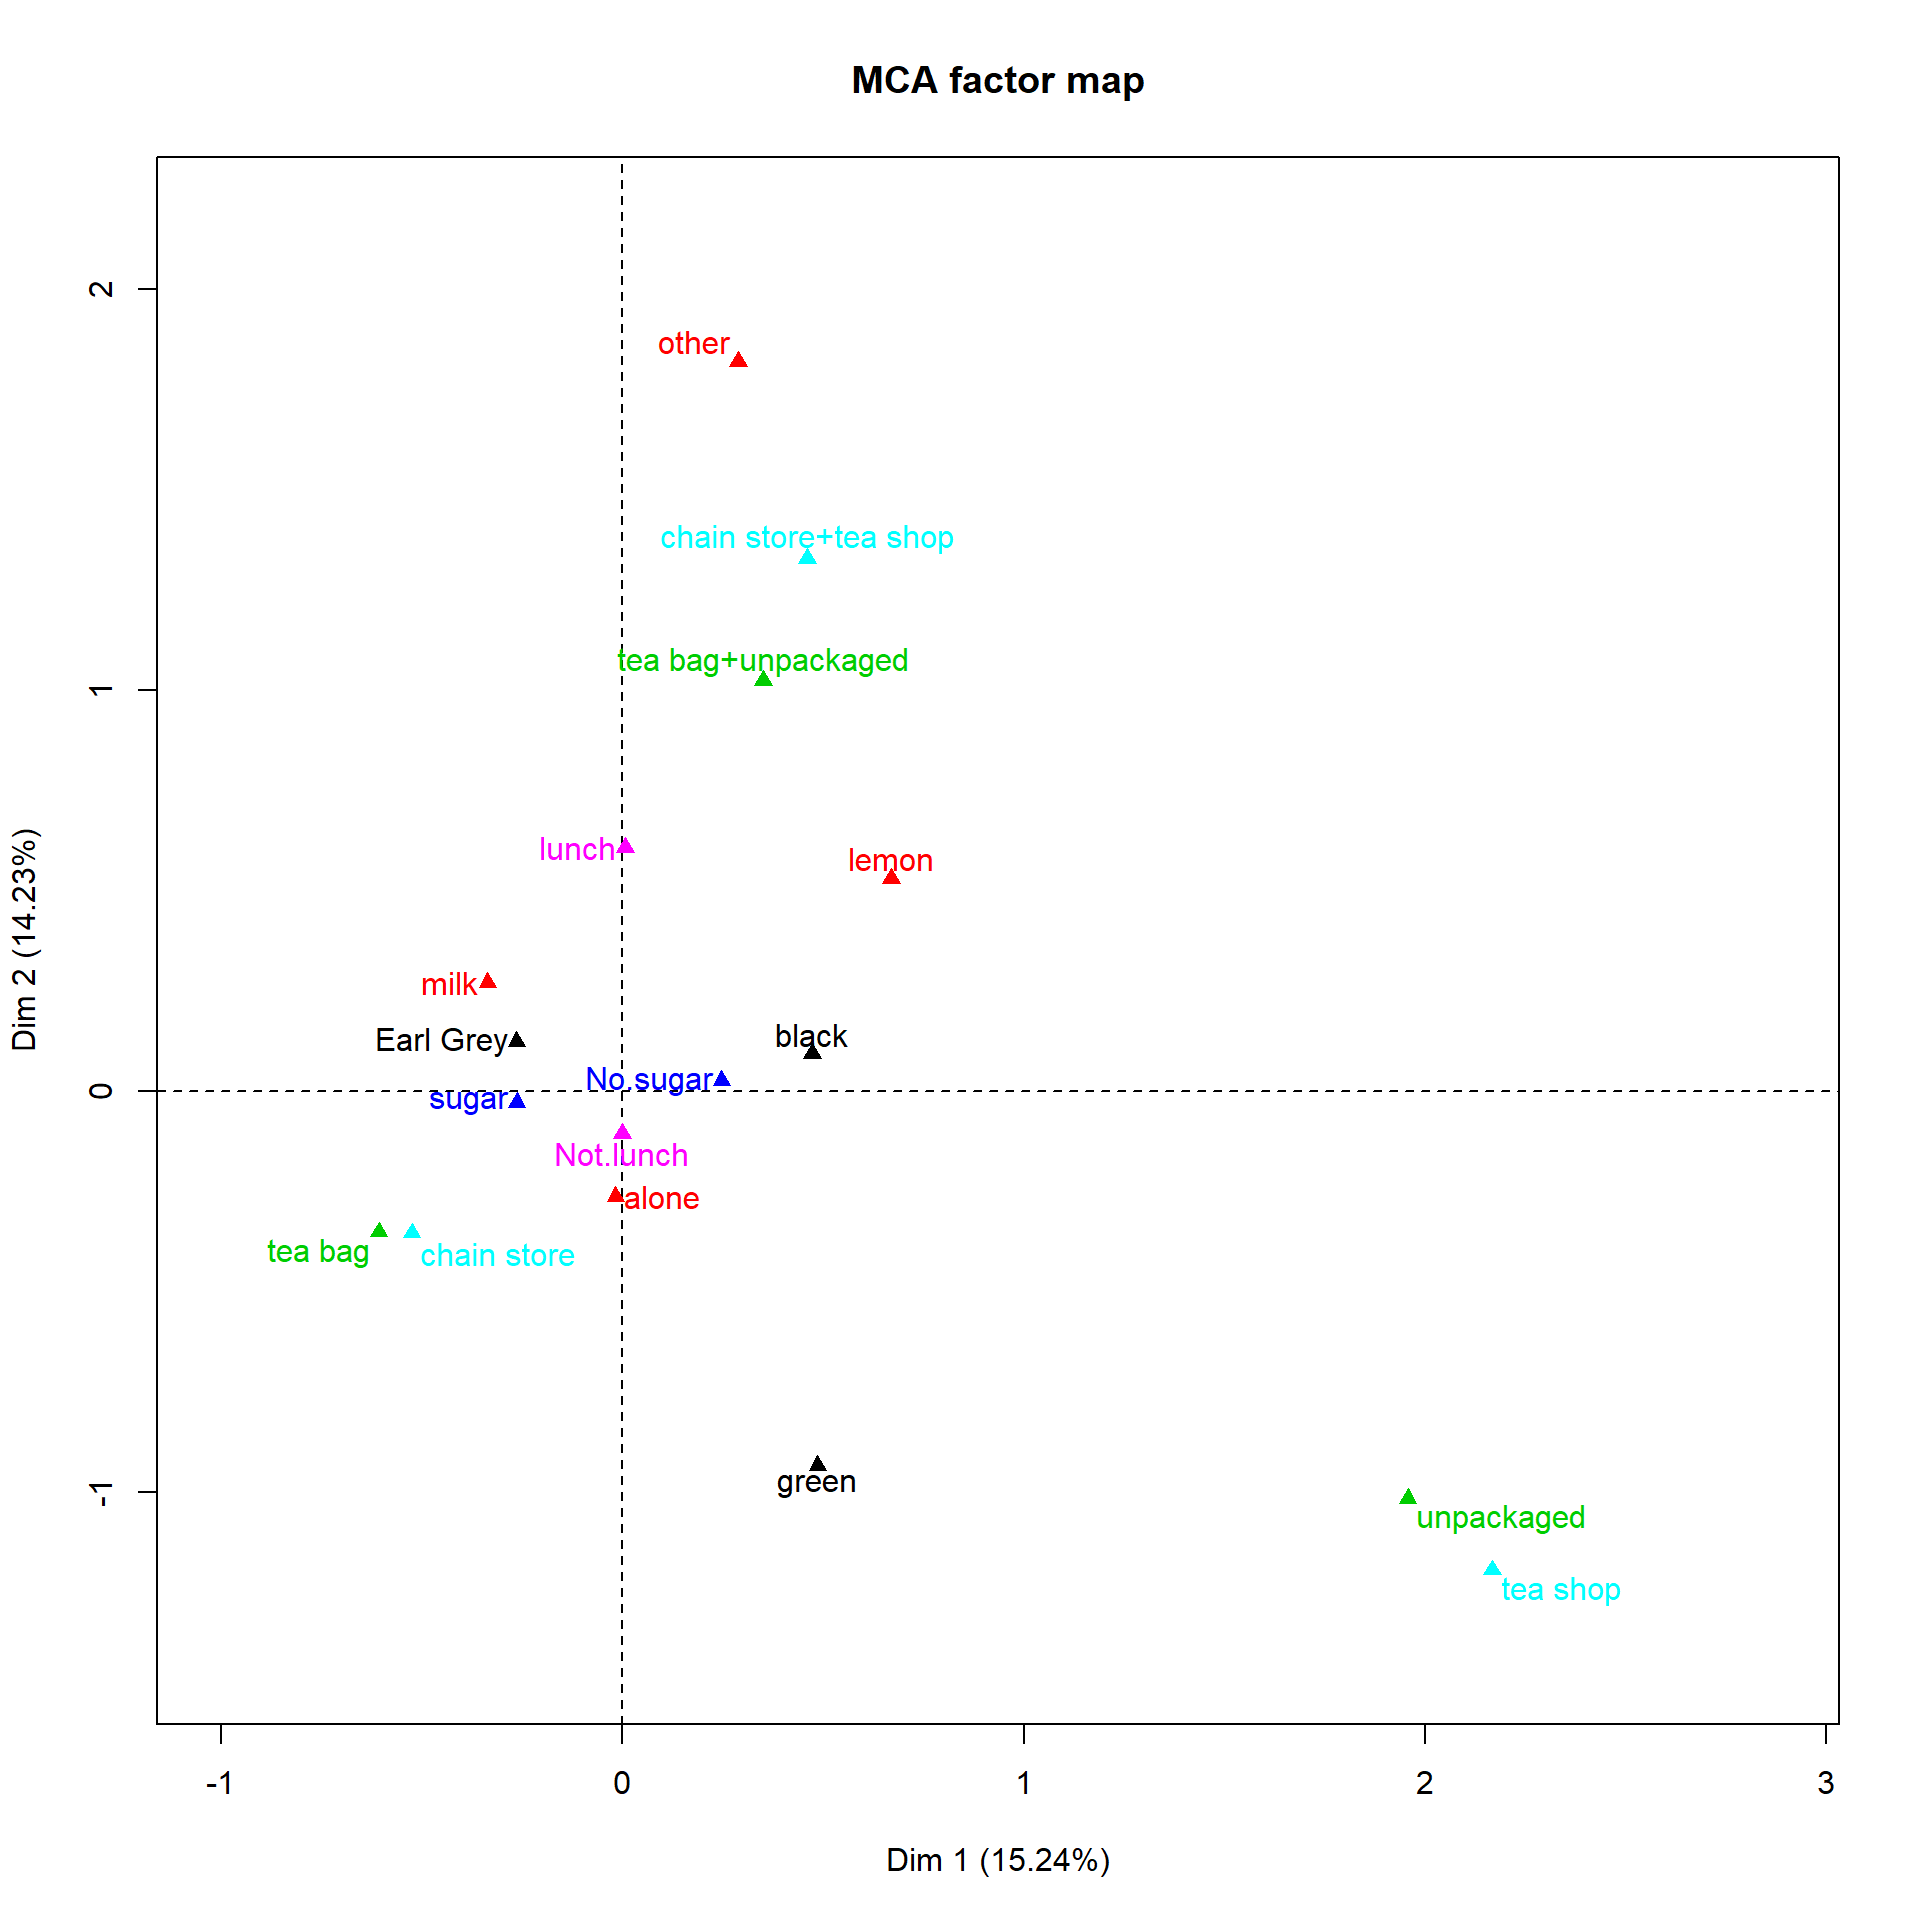 MCA factor map
Dim 2 (14.23%)
2
1
0
-1
other
chain store+tea shop
tea bag+unpackaged
lunch
lemon
milk
Earl Grey
black
No.sugar
sugar
Not.lunch
alone
tea bag
chain store
green
unpackaged
tea shop
-1
0
1
2
3
Dim 1 (15.24%)